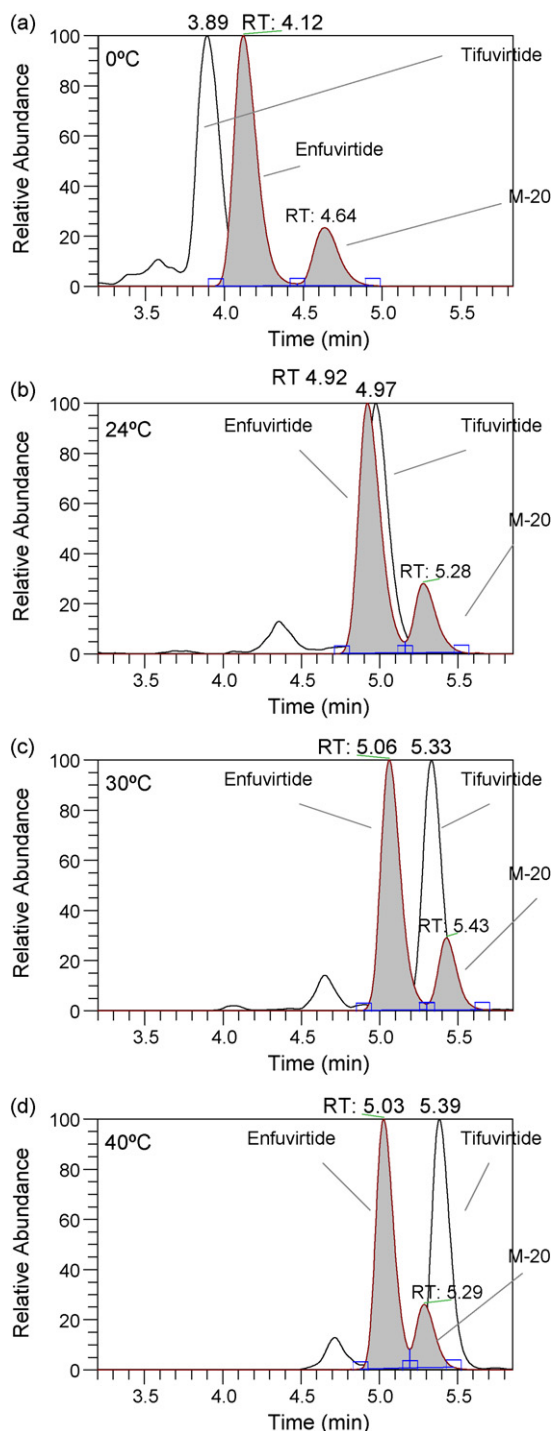 (a) 3.89 RT: 4.12
100
0ºC
Tifuvirtide
80
60
Enfuvirtide
40
RT: 4.64
M-20
20
0
Relative Abundance
3.5 4.0 4.5 5.0 5.5
Time (min)
(b) RT 4.92
4.97
100
24ºC
Enfuvirtide
Tifuvirtide
80
60
M-20
40
RT: 5.28
20
0
Relative Abundance
3.5 4.0 4.5 5.0 5.5
Time (min)
(c) RT: 5.06 5.33
100
30ºC
Enfuvirtide
Tifuvirtide
80
60
M-20
40
RT: 5.43
20
0
Relative Abundance
3.5 4.0 4.5 5.0 5.5
Time (min)
(d) RT: 5.03 5.39
100
40ºC
Enfuvirtide
Tifuvirtide
80
60
M-20
40
RT: 5.29
20
0
Relative Abundance
3.5 4.0 4.5 5.0 5.5
Time (min)